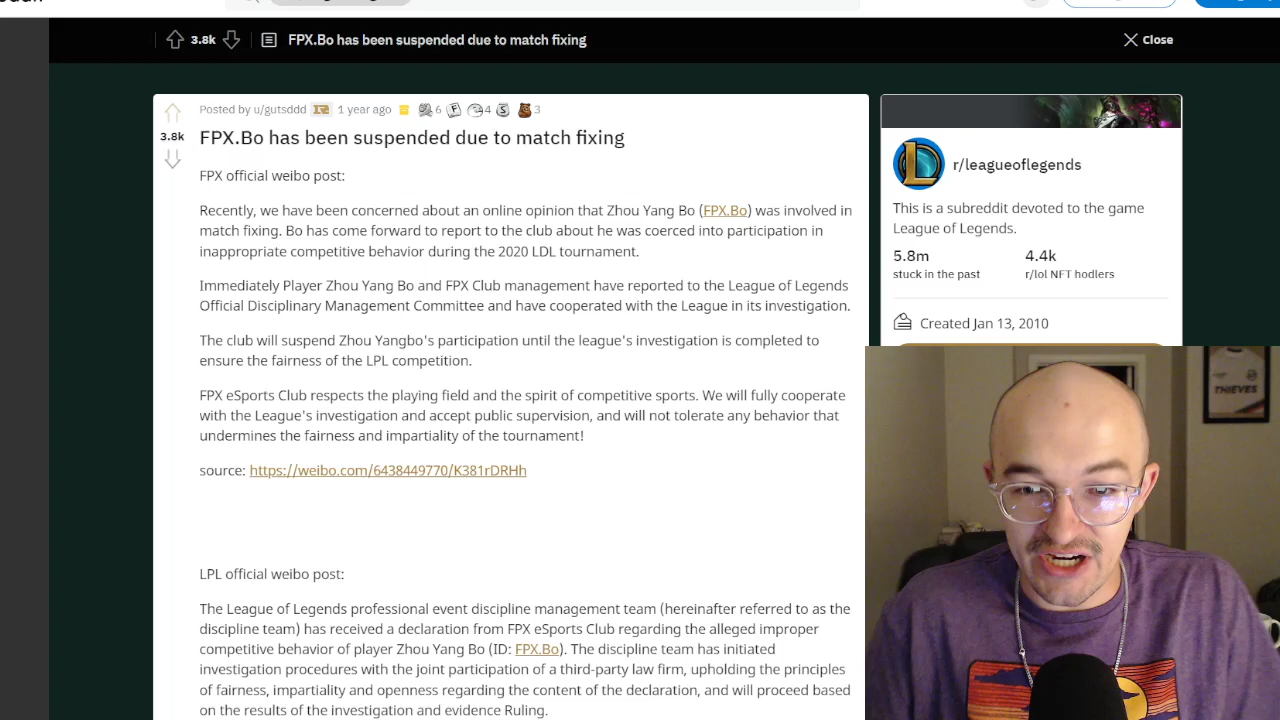 3.8k
FPX.Bo has been suspended due to match fixing
Close
Posted by u/gutsddd
1 year ago
6
4
3
3.8k
FPX.Bo has been suspended due to match fixing
FPX official weibo post:
Recently, we have been concerned about an online opinion that Zhou Yang Bo (FPX.Bo) was involved in
match fixing. Bo has come forward to report to the club about he was coerced into participation in
inappropriate competitive behavior during the 2020 LDL tournament.
Immediately Player Zhou Yang Bo and FPX Club management have reported to the League of Legends
Official Disciplinary Management Committee and have cooperated with the League in its investigation.
The club will suspend Zhou Yangbo's participation until the league's investigation is completed to
ensure the fairness of the LPL competition.
FPX eSports Club respects the playing field and the spirit of competitive sports. We will fully cooperate
with the League's investigation and accept public supervision, and will not tolerate any behavior that
undermines the fairness and impartiality of the tournament!
source: https://weibo.com/6438449770/K381rDRHh
LPL official weibo post:
The League of Legends professional event discipline management team (hereinafter referred to as the
discipline team) has received a declaration from FPX eSports Club regarding the alleged improper
competitive behavior of player Zhou Yang Bo (ID: FPX.Bo). The discipline team has initiated
investigation procedures with the joint participation of a third-party law firm, upholding the principles
of fairness, impartiality and openness regarding the content of the declaration, and will proceed based
on the results of the investigation and evidence Ruling.
r/leagueoflegends
This is a subreddit devoted to the game
League of Legends.
5.8m
4.4k
stuck in the past
r/lol NFT hodlers
Created Jan 13, 2010
THIEVES